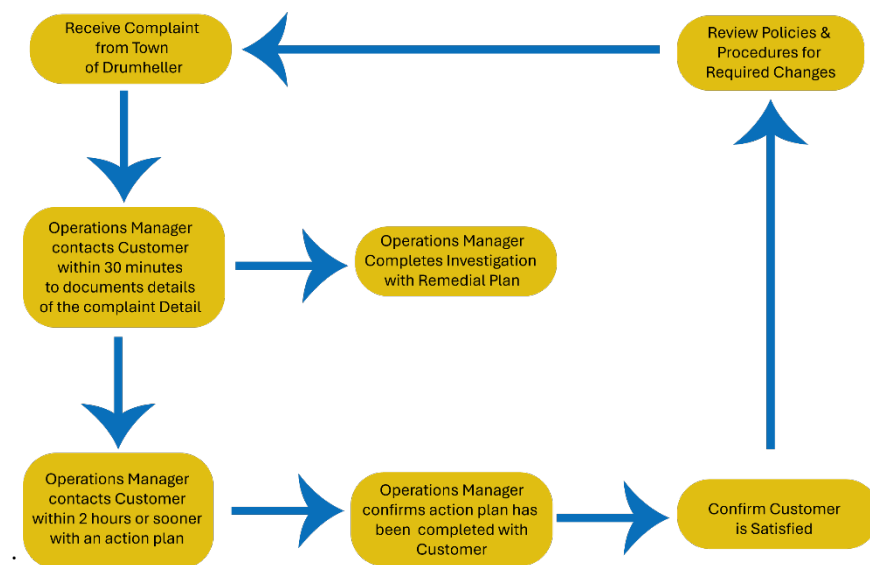 Receive Complaint
from Town
of Drumheller
Review Policies &
Procedures for
Required Changes
Operations Manager
contacts Customer
within 30 minutes
to documents details
of the complaint Detail
Operations Manager
Completes Investigation
with Remedial Plan
Operations Manager
contacts Customer
within 2 hours or sooner
with an action plan
Operations Manager
confirms action plan has
been completed with
Customer
Confirm Customer
is Satisfied
.